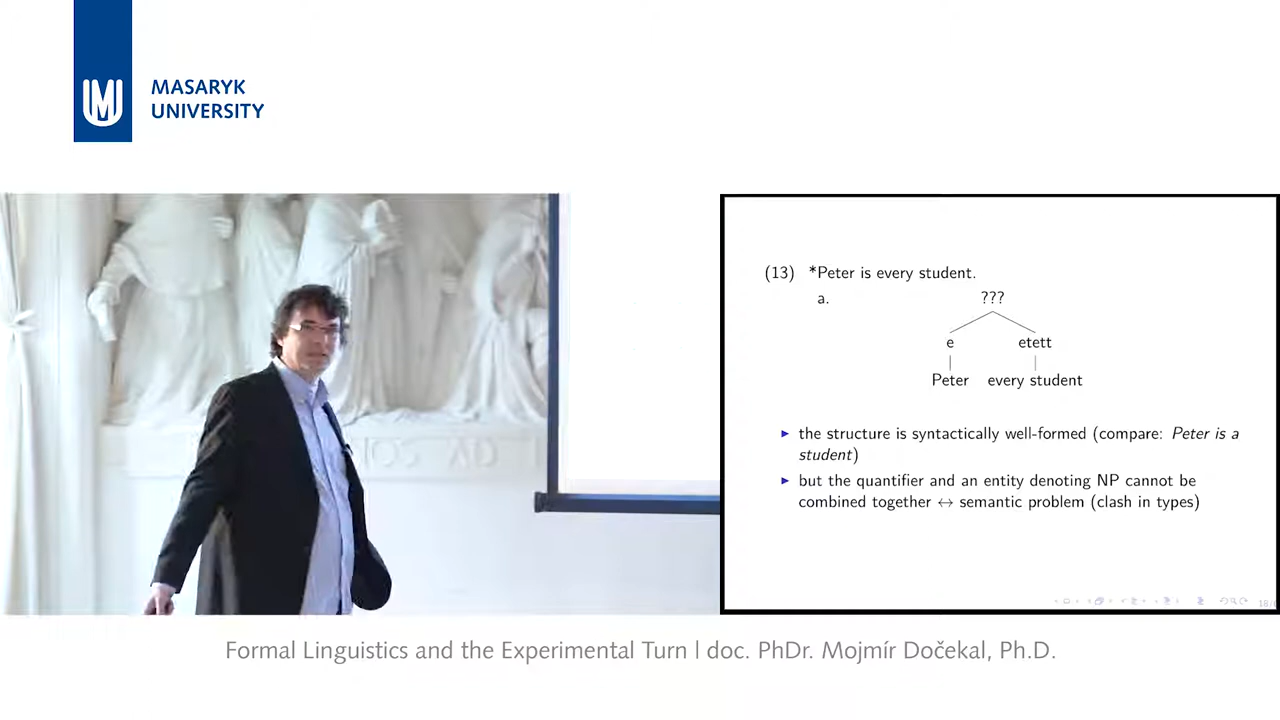 MASARYK
UNIVERSITY
(13) *Peter is every student.
a. ???
e etett
Peter every student
▶ the structure is syntactically well-formed (compare: Peter is a
student)
▶ but the quantifier and an entity denoting NP cannot be
combined together ↔ semantic problem (clash in types)
Formal Linguistics and the Experimental Turn | doc. PhDr. Mojmír Dočekal, Ph.D.